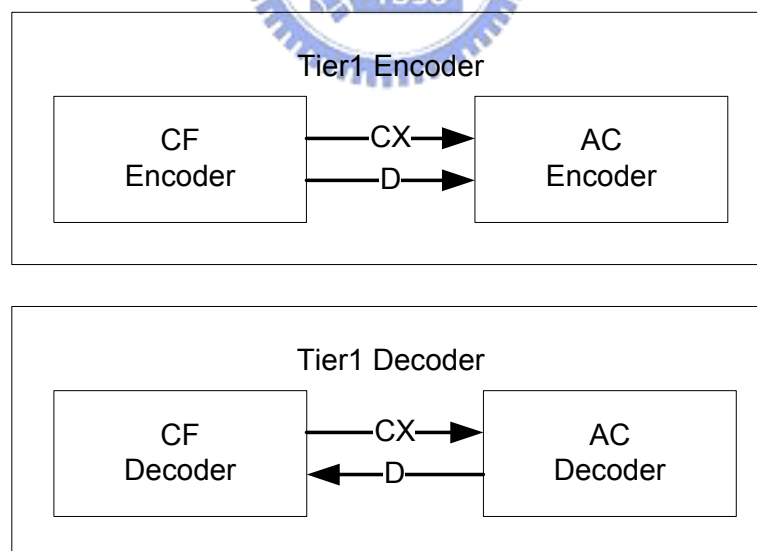 Tier1 Encoder
CF
Encoder
CX
D
AC
Encoder
Tier1 Decoder
CF
Decoder
CX
D
AC
Decoder